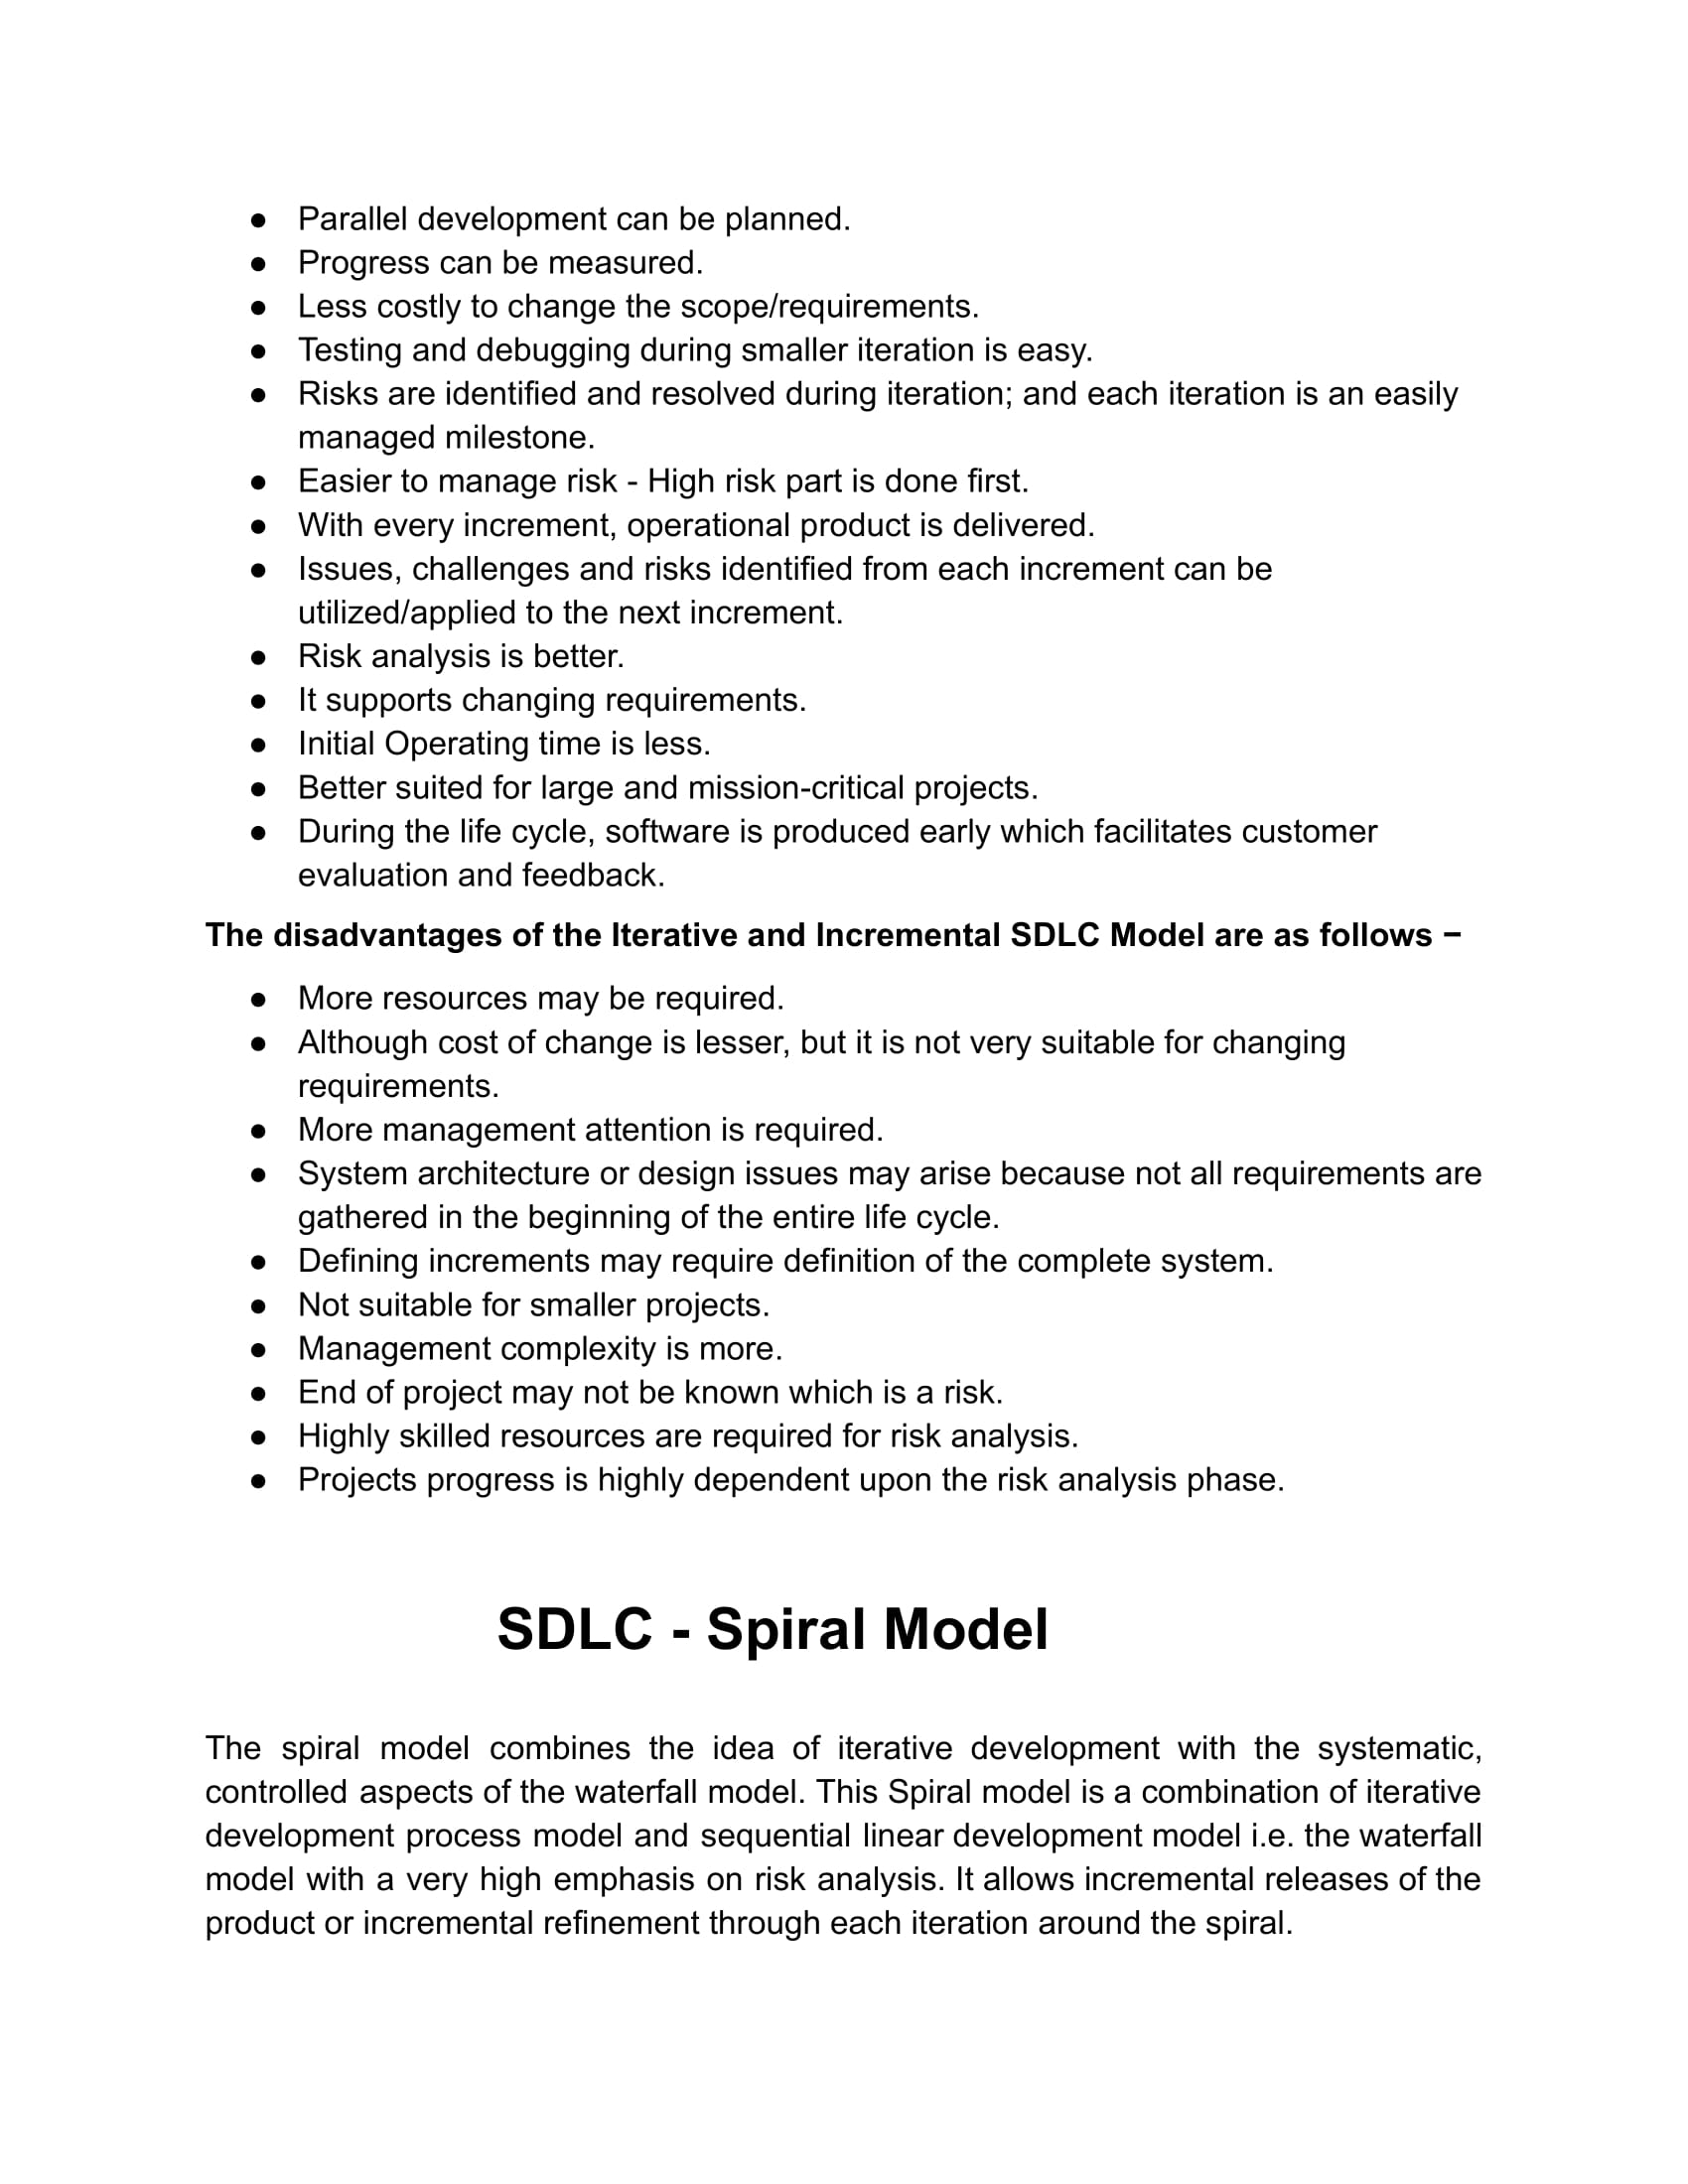 ● Parallel development can be planned.
● Progress can be measured.
● Less costly to change the scope/requirements.
● Testing and debugging during smaller iteration is easy.
● Risks are identified and resolved during iteration; and each iteration is an easily
managed milestone.
● Easier to manage risk - High risk part is done first.
● With every increment, operational product is delivered.
● Issues, challenges and risks identified from each increment can be
utilized/applied to the next increment.
● Risk analysis is better.
● It supports changing requirements.
● Initial Operating time is less.
● Better suited for large and mission-critical projects.
● During the life cycle, software is produced early which facilitates customer
evaluation and feedback.
The disadvantages of the Iterative and Incremental SDLC Model are as follows −
● More resources may be required.
● Although cost of change is lesser, but it is not very suitable for changing
requirements.
● More management attention is required.
● System architecture or design issues may arise because not all requirements are
gathered in the beginning of the entire life cycle.
● Defining increments may require definition of the complete system.
● Not suitable for smaller projects.
● Management complexity is more.
● End of project may not be known which is a risk.
● Highly skilled resources are required for risk analysis.
● Projects progress is highly dependent upon the risk analysis phase.
SDLC - Spiral Model
The spiral model combines the idea of iterative development with the systematic,
controlled aspects of the waterfall model. This Spiral model is a combination of iterative
development process model and sequential linear development model i.e. the waterfall
model with a very high emphasis on risk analysis. It allows incremental releases of the
product or incremental refinement through each iteration around the spiral.